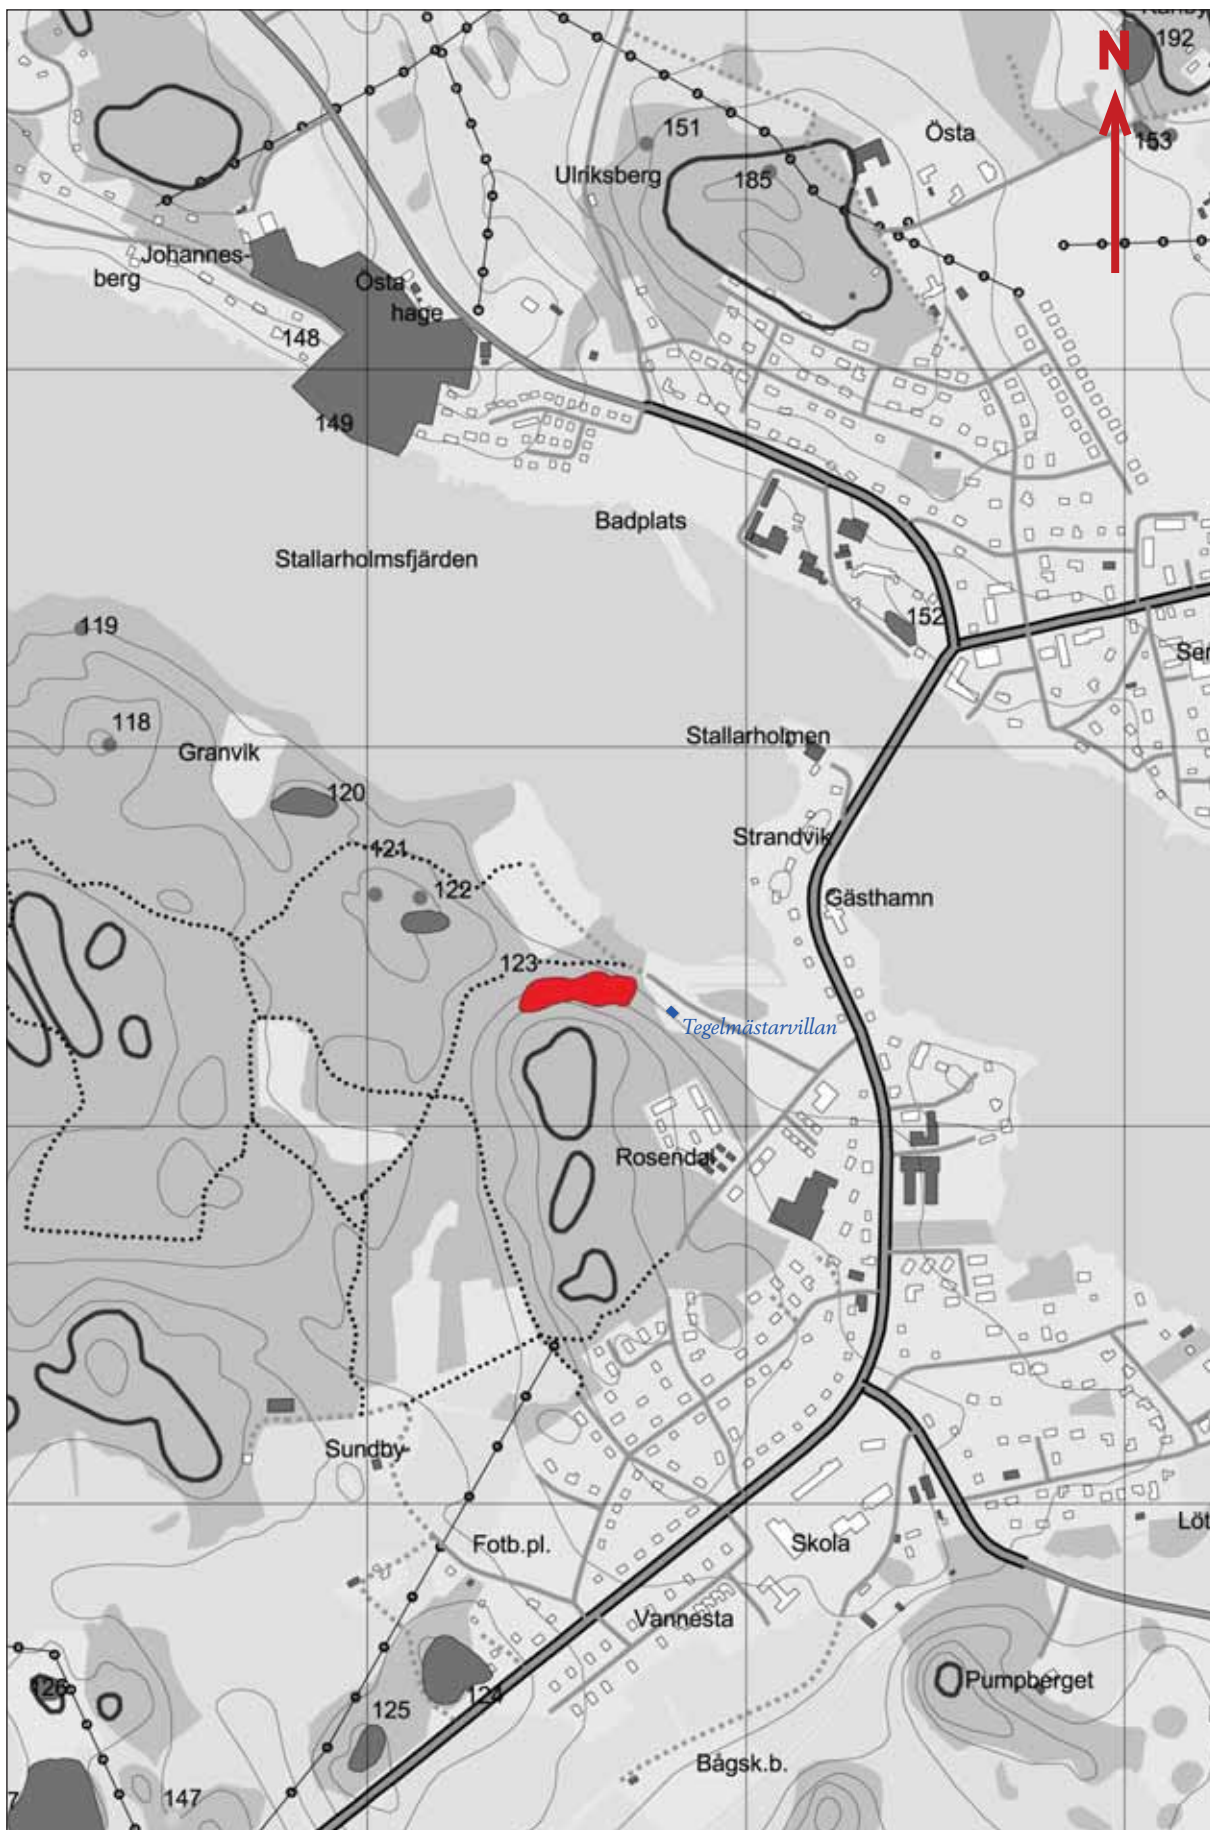 192
N
151
Östa
153
Ulriksberg
185
Johannes-
berg
Östa
hage
148
149
Badplats
Stallarholmsfjärden
119
152
118
Granvik
Stallarholmen
120
Strandvik
121
122
Gästhamn
123
Tegelmästarvillan
Rosendal
Sundby
Fotb.pl.
Skola
Löt
Vannesta
126
124
Pumpberget
125
Bågsk.b.
7
147